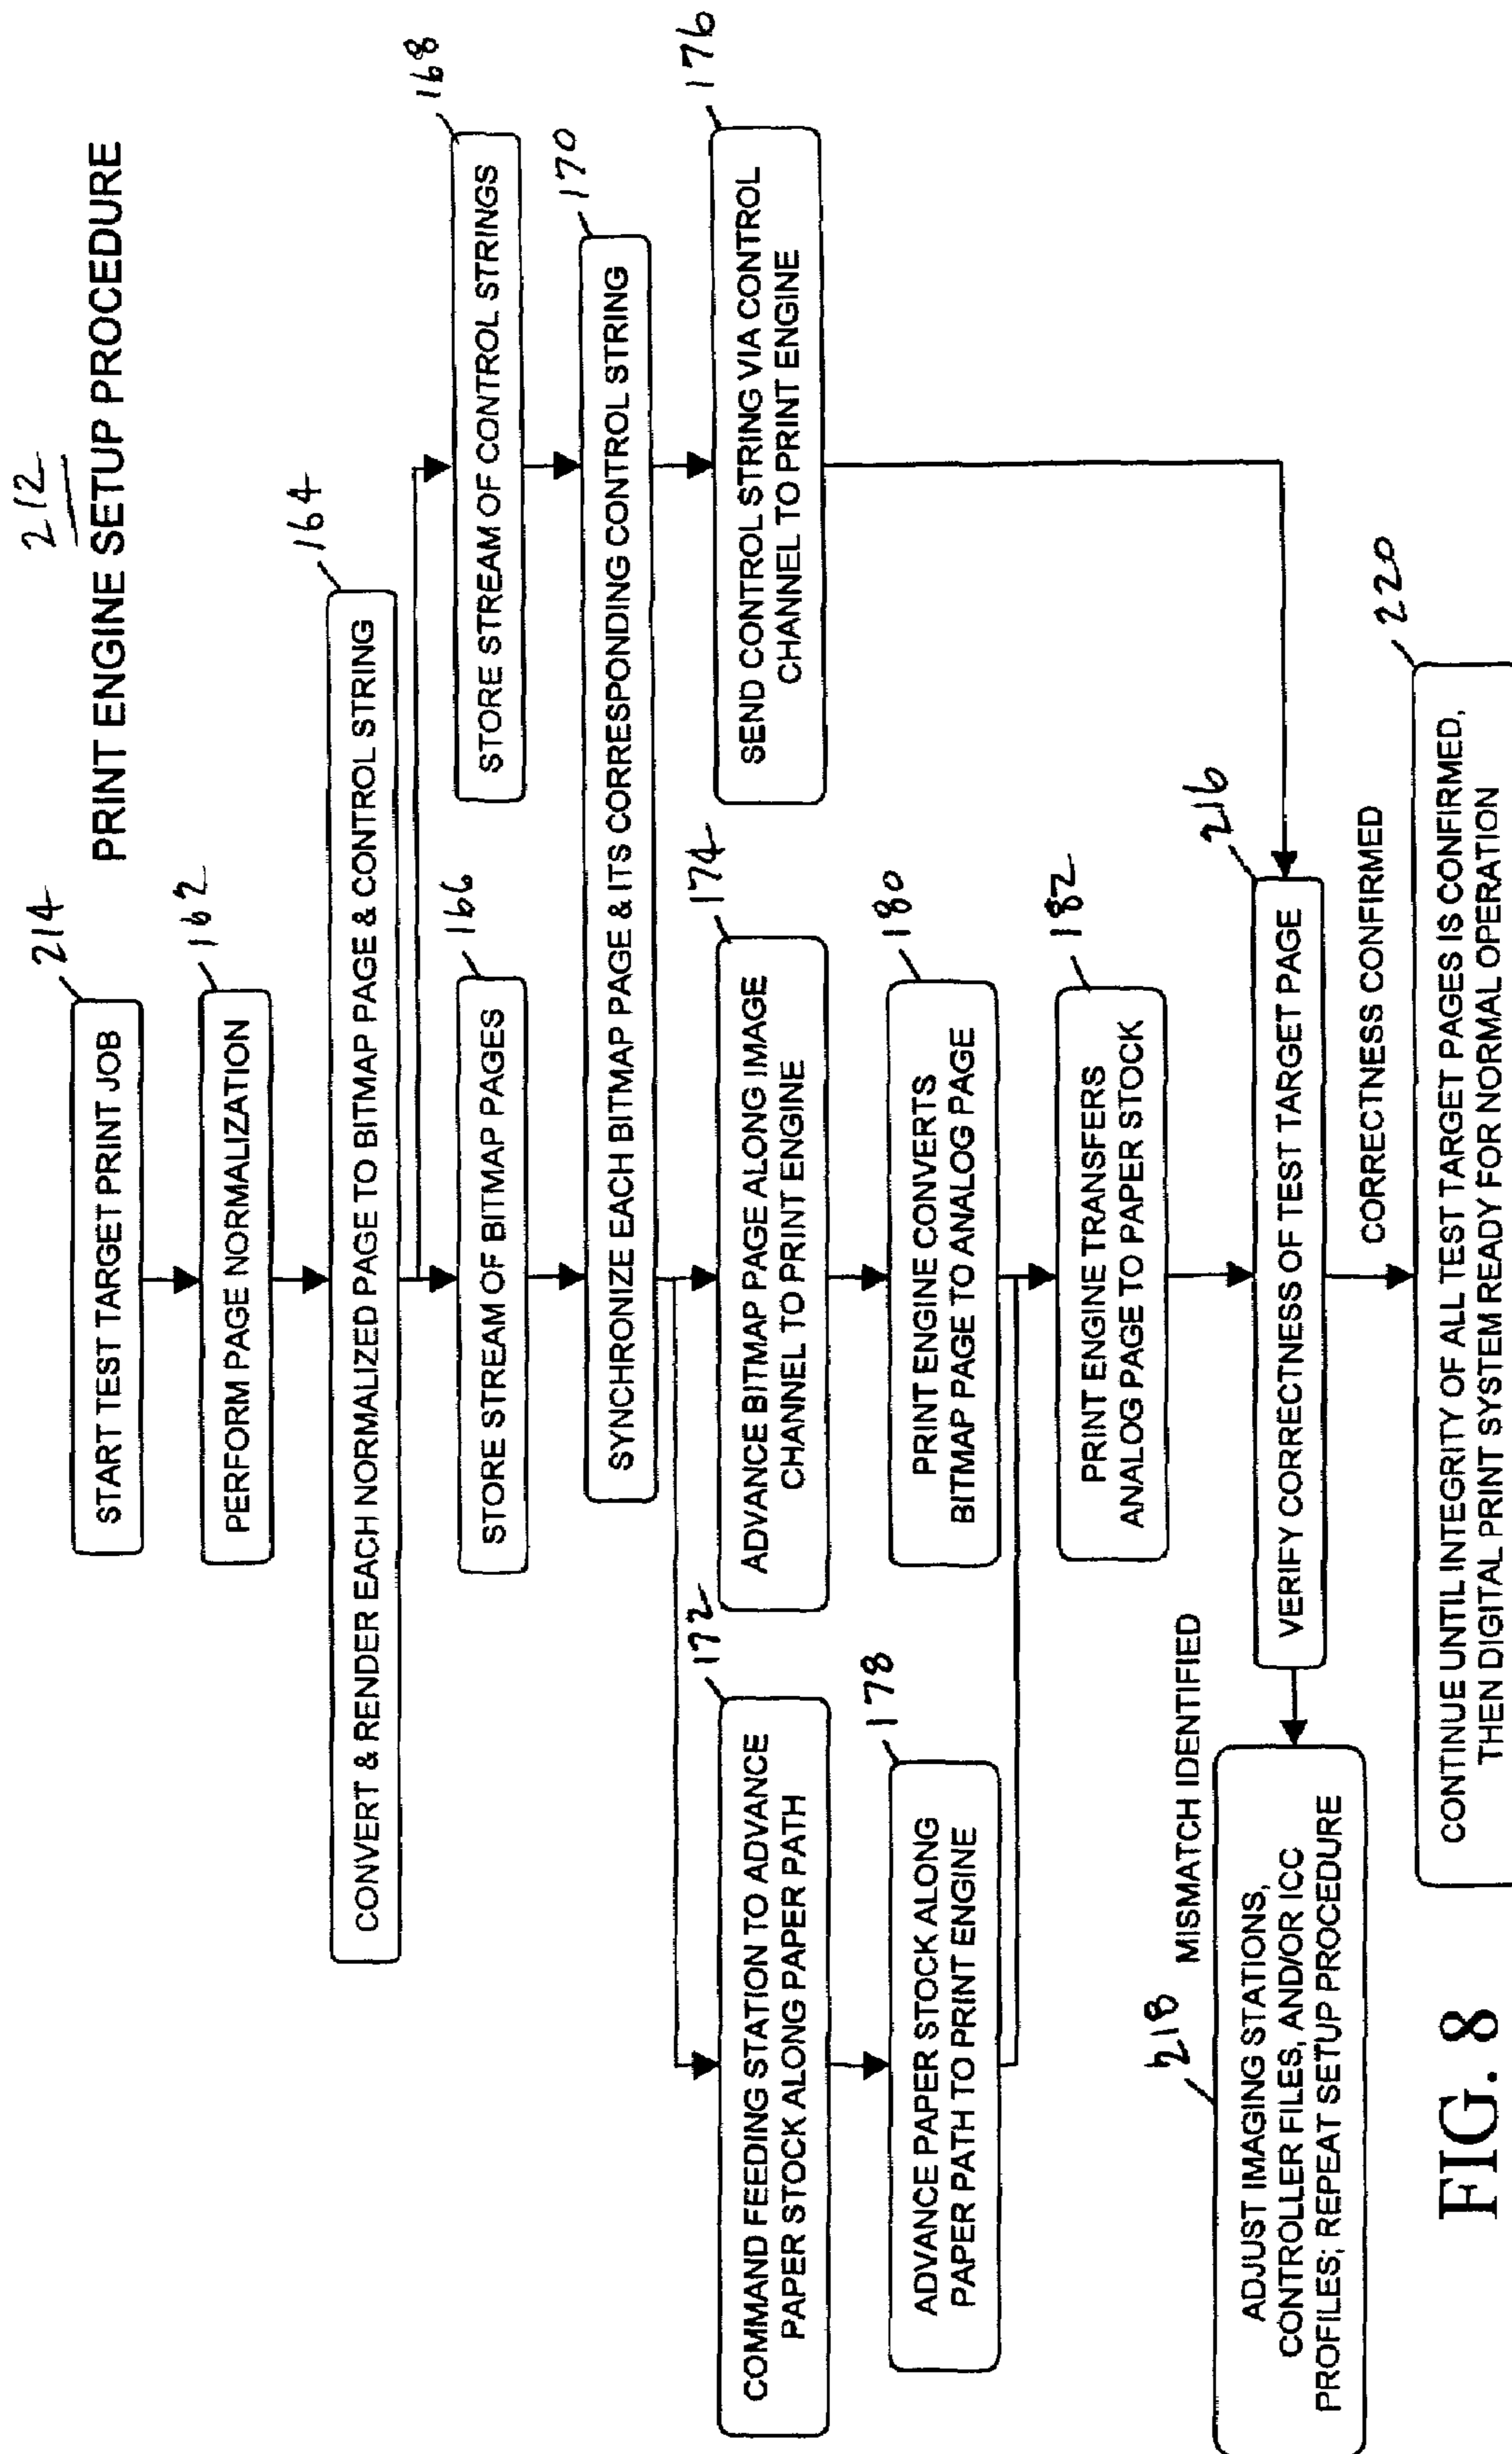 212
PRINT ENGINE SETUP PROCEDURE
214
START TEST TARGET PRINT JOB
162
PERFORM PAGE NORMALIZATION
164
CONVERT & RENDER EACH NORMALIZED PAGE TO BITMAP PAGE & CONTROL STRING
166
STORE STREAM OF BITMAP PAGES
168
STORE STREAM OF CONTROL STRINGS
170
SYNCHRONIZE EACH BITMAP PAGE & ITS CORRESPONDING CONTROL STRING
172
COMMAND FEEDING STATION TO ADVANCE
PAPER STOCK ALONG PAPER PATH
174
ADVANCE BITMAP PAGE ALONG IMAGE
CHANNEL TO PRINT ENGINE
176
SEND CONTROL STRING VIA CONTROL
CHANNEL TO PRINT ENGINE
178
ADVANCE PAPER STOCK ALONG
PAPER PATH TO PRINT ENGINE
180
PRINT ENGINE CONVERTS
BITMAP PAGE TO ANALOG PAGE
182
PRINT ENGINE TRANSFERS
ANALOG PAGE TO PAPER STOCK
216
VERIFY CORRECTNESS OF TEST TARGET PAGE
MISMATCH IDENTIFIED
218
ADJUST IMAGING STATIONS,
CONTROLLER FILES, AND/OR ICC
PROFILES; REPEAT SETUP PROCEDURE
CORRECTNESS CONFIRMED
220
CONTINUE UNTIL INTEGRITY OF ALL TEST TARGET PAGES IS CONFIRMED,
THEN DIGITAL PRINT SYSTEM READY FOR NORMAL OPERATION
FIG. 8